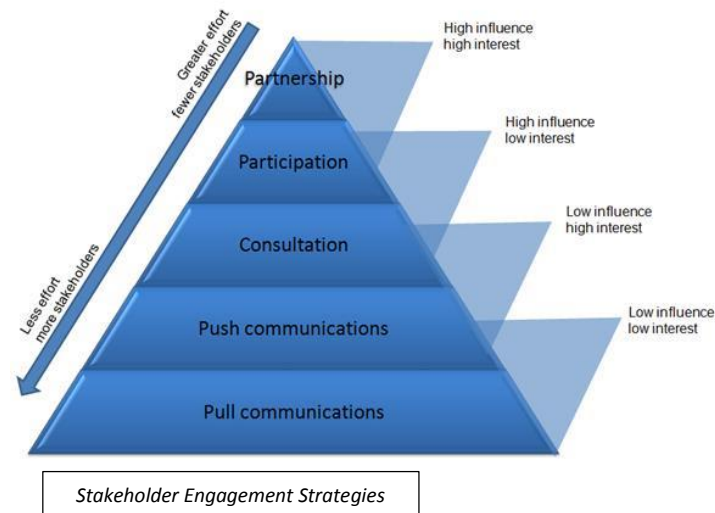 Greater effort
fewer stakeholders
High influence
high interest
Partnership
High influence
low interest
Participation
Low influence
high interest
Consultation
Less effort
more stakeholders
Low influence
low interest
Push communications
Pull communications
Stakeholder Engagement Strategies